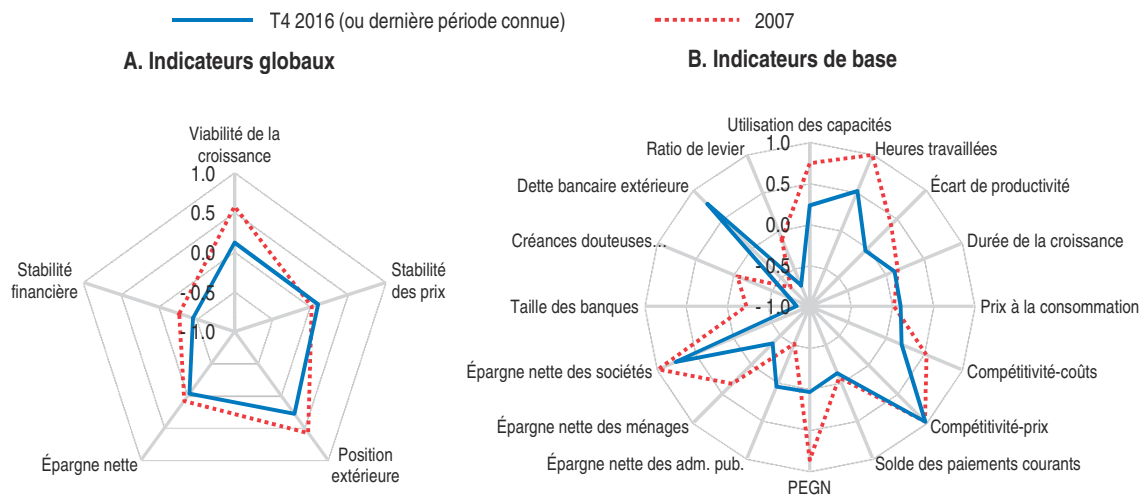 T4 2016 (ou dernière période connue)
2007
A. Indicateurs globaux
Viabilité de la
croissance
1.0
0.5
0.0
- 0.5
- 1.0
Stabilité
des prix
Position
extérieure
Épargne nette
Stabilité
financière
B. Indicateurs de base
Utilisation des capacités
1.0
0.5
0.0
- 0.5
- 1.0
Heures travaillées
Écart de productivité
Durée de la croissance
Prix à la consommation
Compétitivité-coûts
Compétitivité-prix
Solde des paiements courants
PEGN
Épargne nette des adm. pub.
Épargne nette des ménages
Épargne nette des sociétés
Taille des banques
Créances douteuses...
Dette bancaire extérieure
Ratio de levier